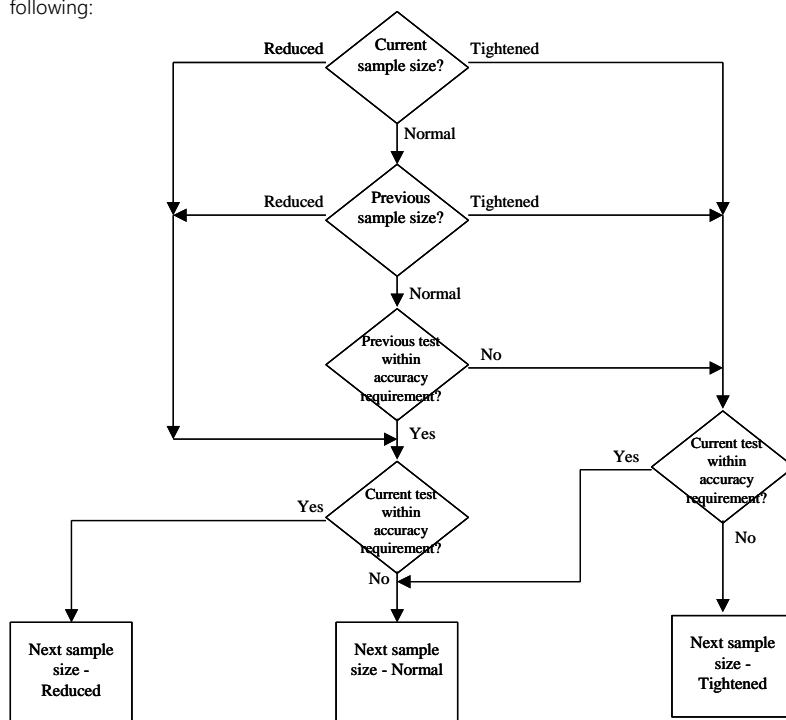 following:
Reduced
Current
sample size?
Tightened
Normal
Reduced
Previous
sample size?
Tightened
Normal
Previous test
within
accuracy
requirement?
No
Yes
Current test
within
accuracy
requirement?
Yes
Yes
Current test
within
accuracy
requirement?
No
No
Next sample
size -
Reduced
Next sample
size - Normal
Next sample
size -
Tightened